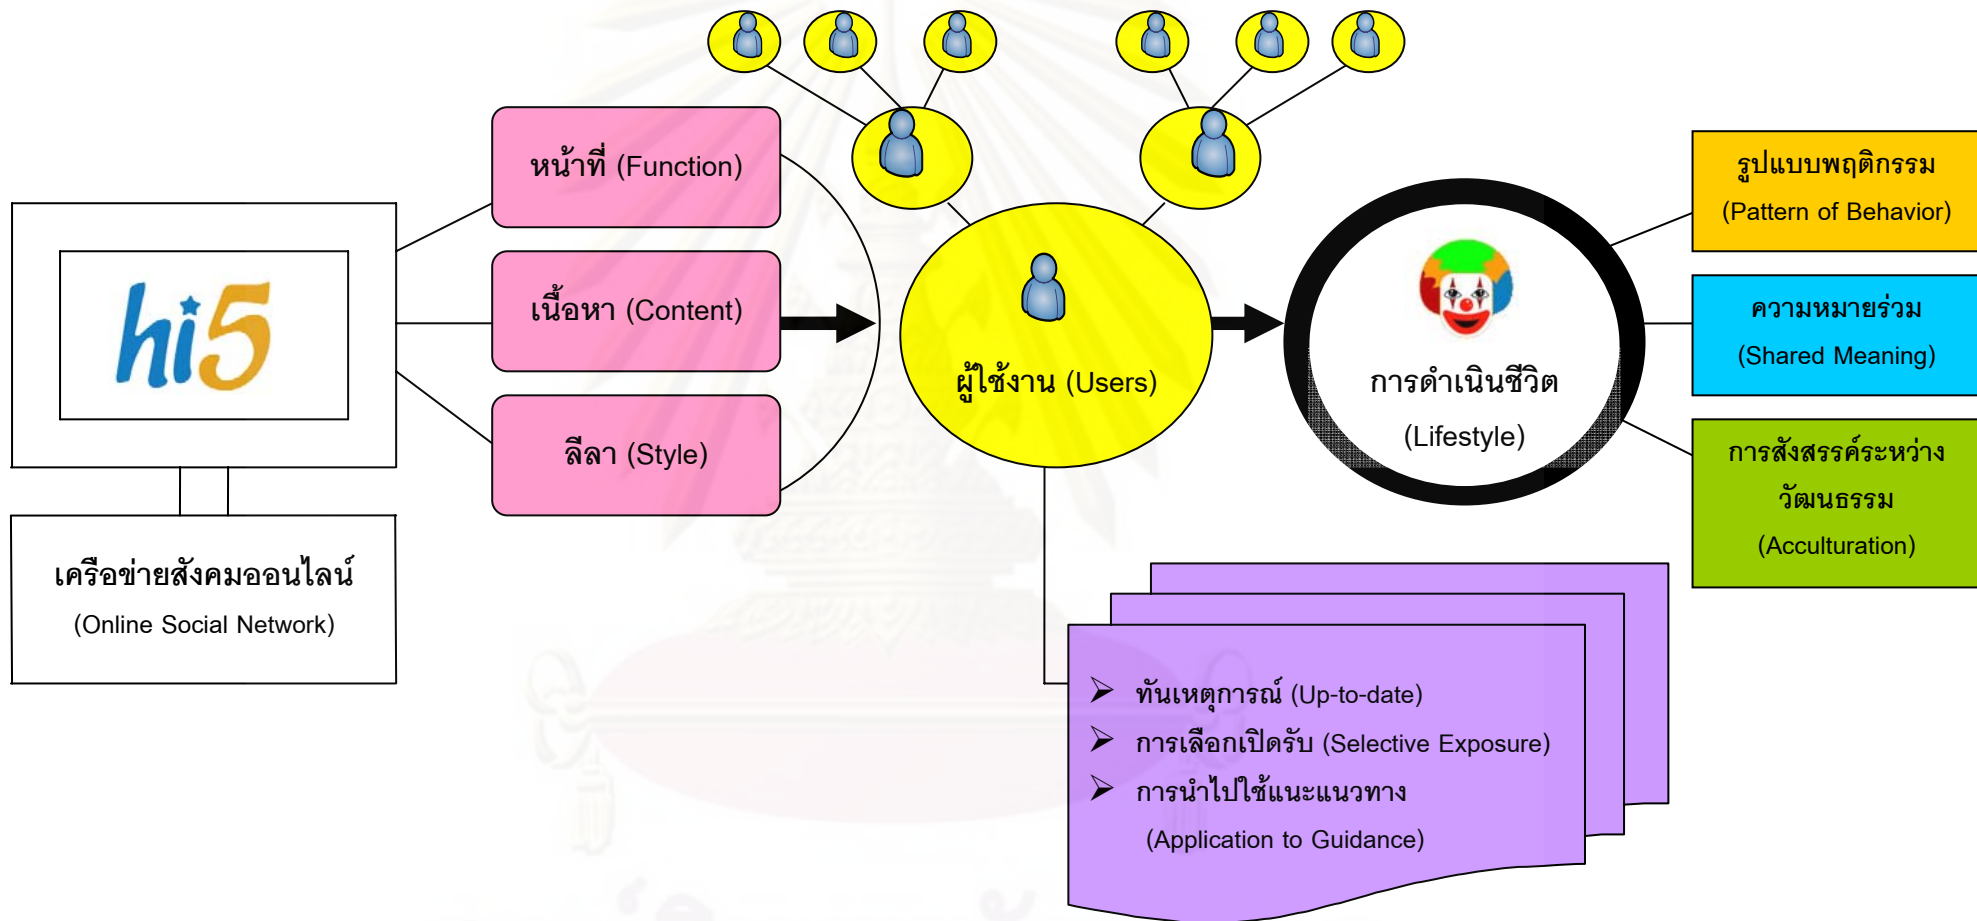 hi5
เครือข่ายสังคมออนไลน์
(Online Social Network)
หน้าที่ (Function)
เนื้อหา (Content)
ลีลา (Style)
ผู้ใช้งาน (Users)
การดำเนินชีวิต
(Lifestyle)
รูปแบบพฤติกรรม
(Pattern of Behavior)
ความหมายร่วม
(Shared Meaning)
การสังสรรค์ระหว่าง
วัฒนธรรม
(Acculturation)
➢ ทันเหตุการณ์ (Up-to-date)
➢ การเลือกเปิดรับ (Selective Exposure)
➢ การนำไปใช้แนะแนวทาง
(Application to Guidance)